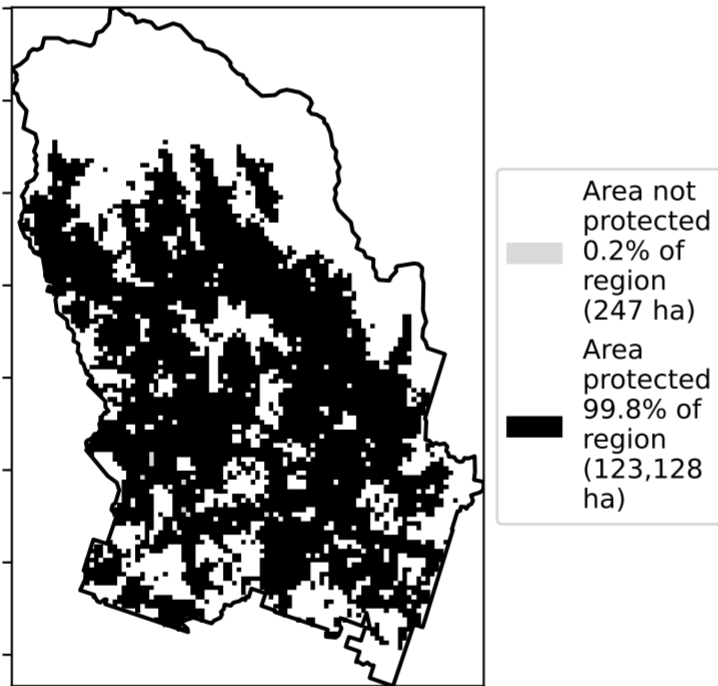 Area not
protected
0.2% of
region
(247 ha)
Area
protected
99.8% of
region
(123,128
ha)